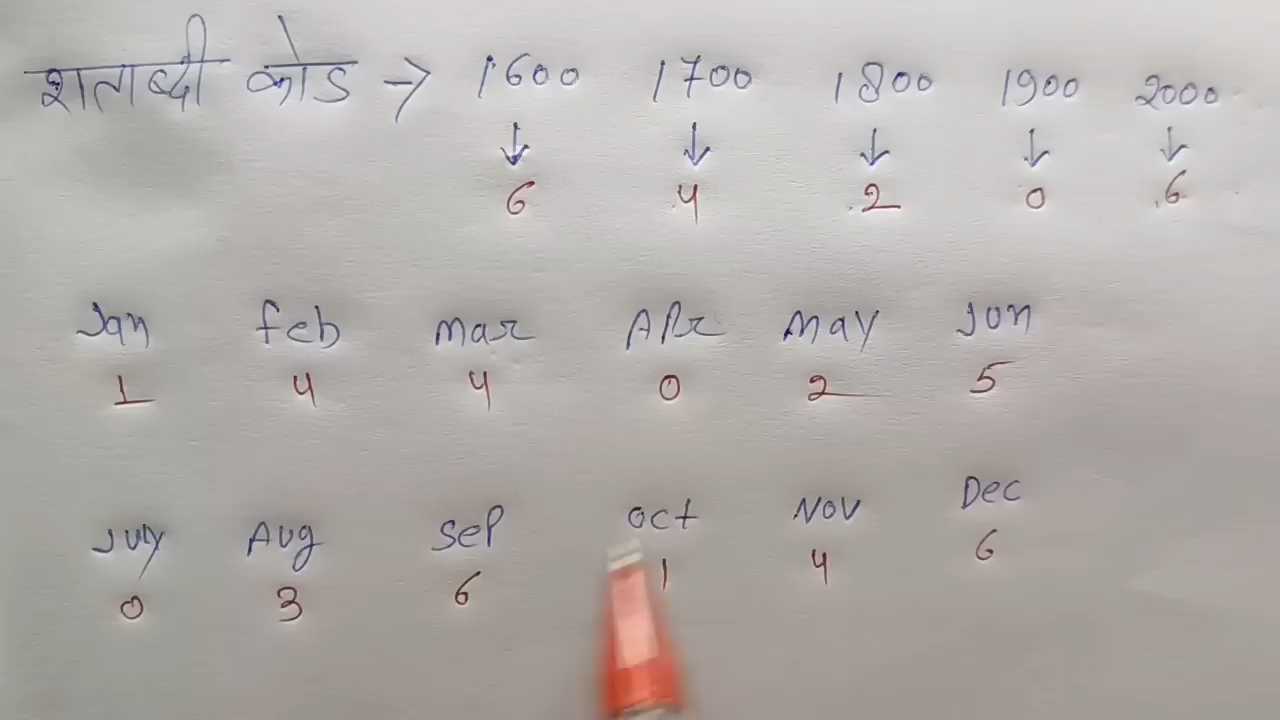 शताब्दी कोड → 1600 1700 1800 1900 2000
↓ ↓ ↓ ↓ ↓
6 4 2 0 6
Jan feb mar APr may Jun
1 4 4 0 2 5
July Aug Sep oct Nov Dec
0 3 6 1 4 6